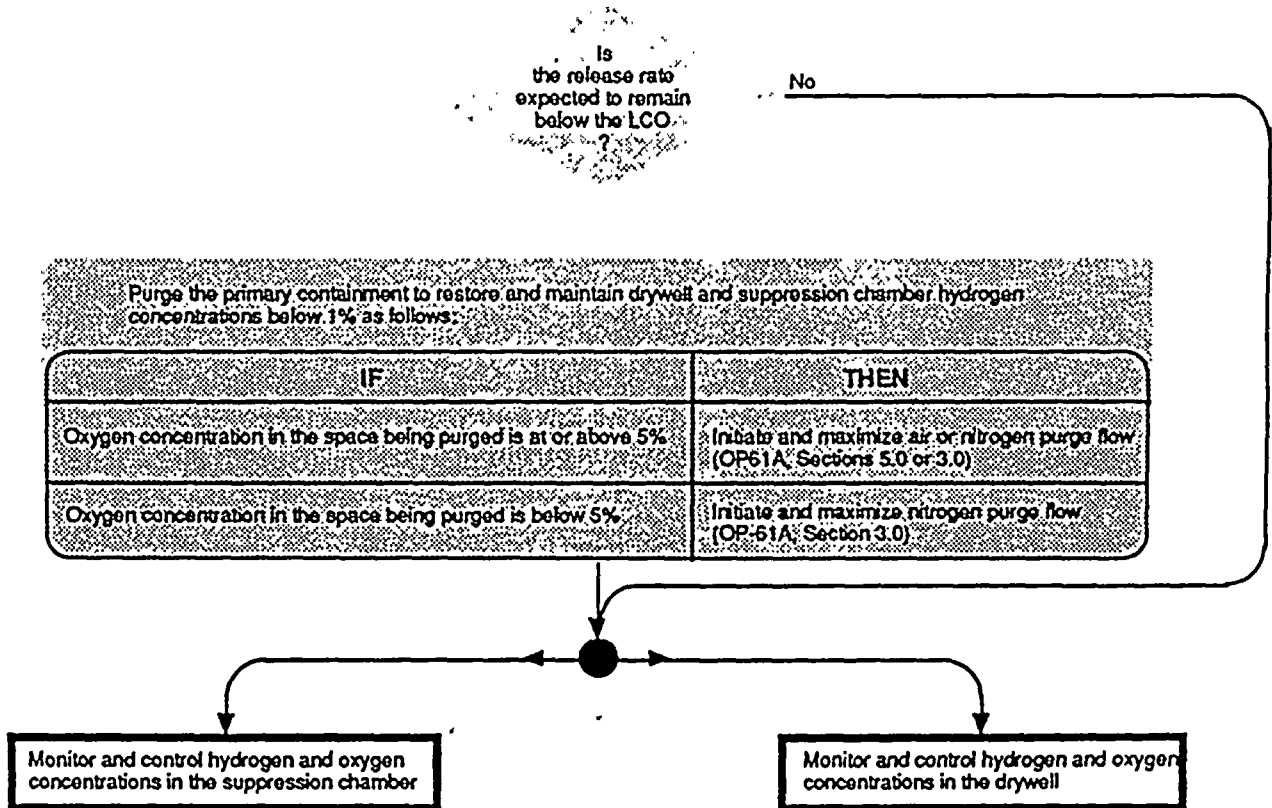 Is
the release rate
expected to remain
below the LCO
?
No
Purge the primary containment to restore and maintain drywell and suppression chamber hydrogen
concentrations below 1% as follows:
IF
THEN
Oxygen concentration in the space being purged is at or above 5%
Initiate and maximize air or nitrogen purge flow
(OP61A, Sections 5.0 or 3.0)
Oxygen concentration in the space being purged is below 5%
Initiate and maximize nitrogen purge flow
(OP-61A, Section 3.0)
Monitor and control hydrogen and oxygen
concentrations in the suppression chamber
Monitor and control hydrogen and oxygen
concentrations in the drywell